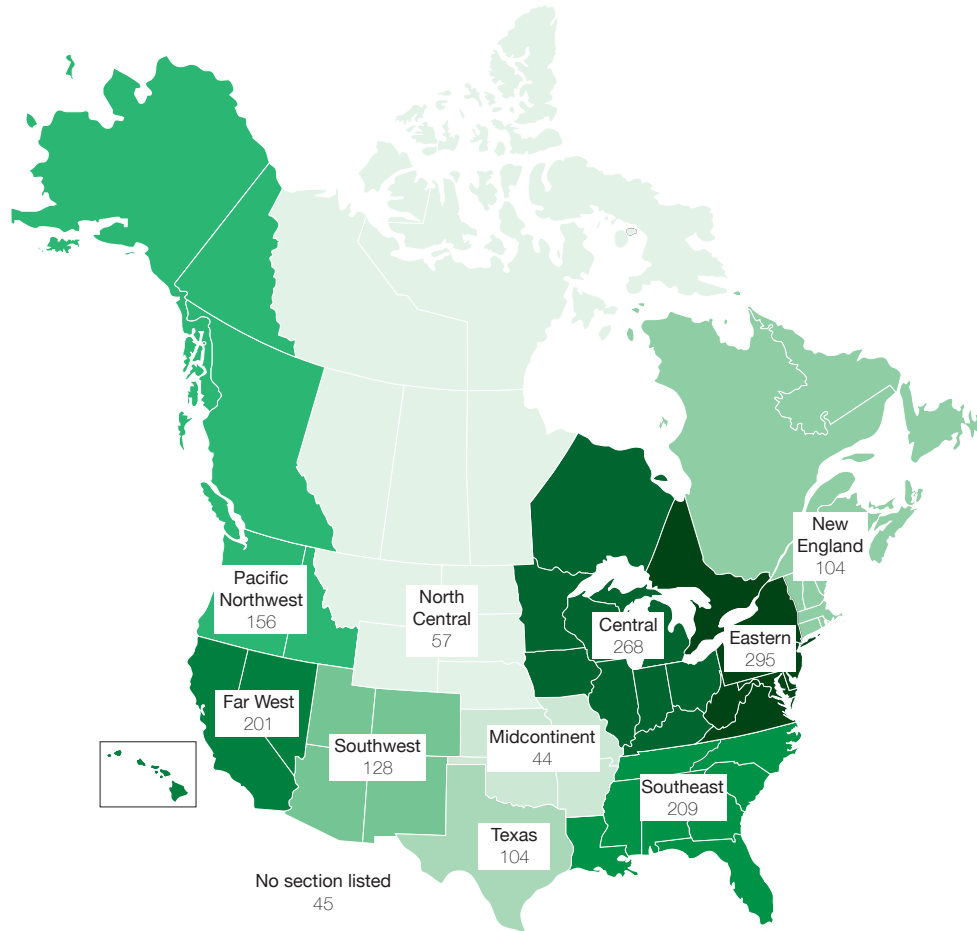 New
England
104
Pacific
Northwest
156
North
Central
57
Central
268
Eastern
295
Far West
201
Southwest
128
Midcontinent
44
Southeast
209
Texas
104
No section listed
45